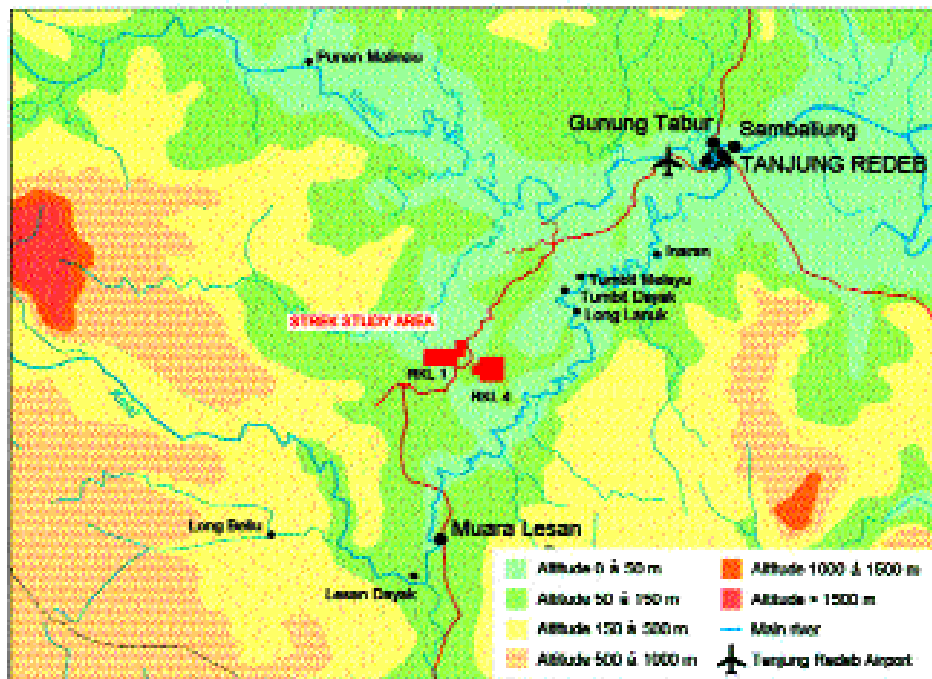 Punan Malinau
Gunung Tabur
Sambaliung
TANJUNG REDEB
Inaran
Tumbit Melayu
Tumbit Dayak
Long Lanuk
STREK STUDY AREA
RKL 1
RKL 4
Long Beliu
Muara Lesan
Lesan Dayak
Altitude 0 à 50 m
Altitude 50 à 150 m
Altitude 150 à 500 m
Altitude 500 à 1000 m
Altitude 1000 à 1500 m
Altitude > 1500 m
Main river
Tanjung Redeb Airport